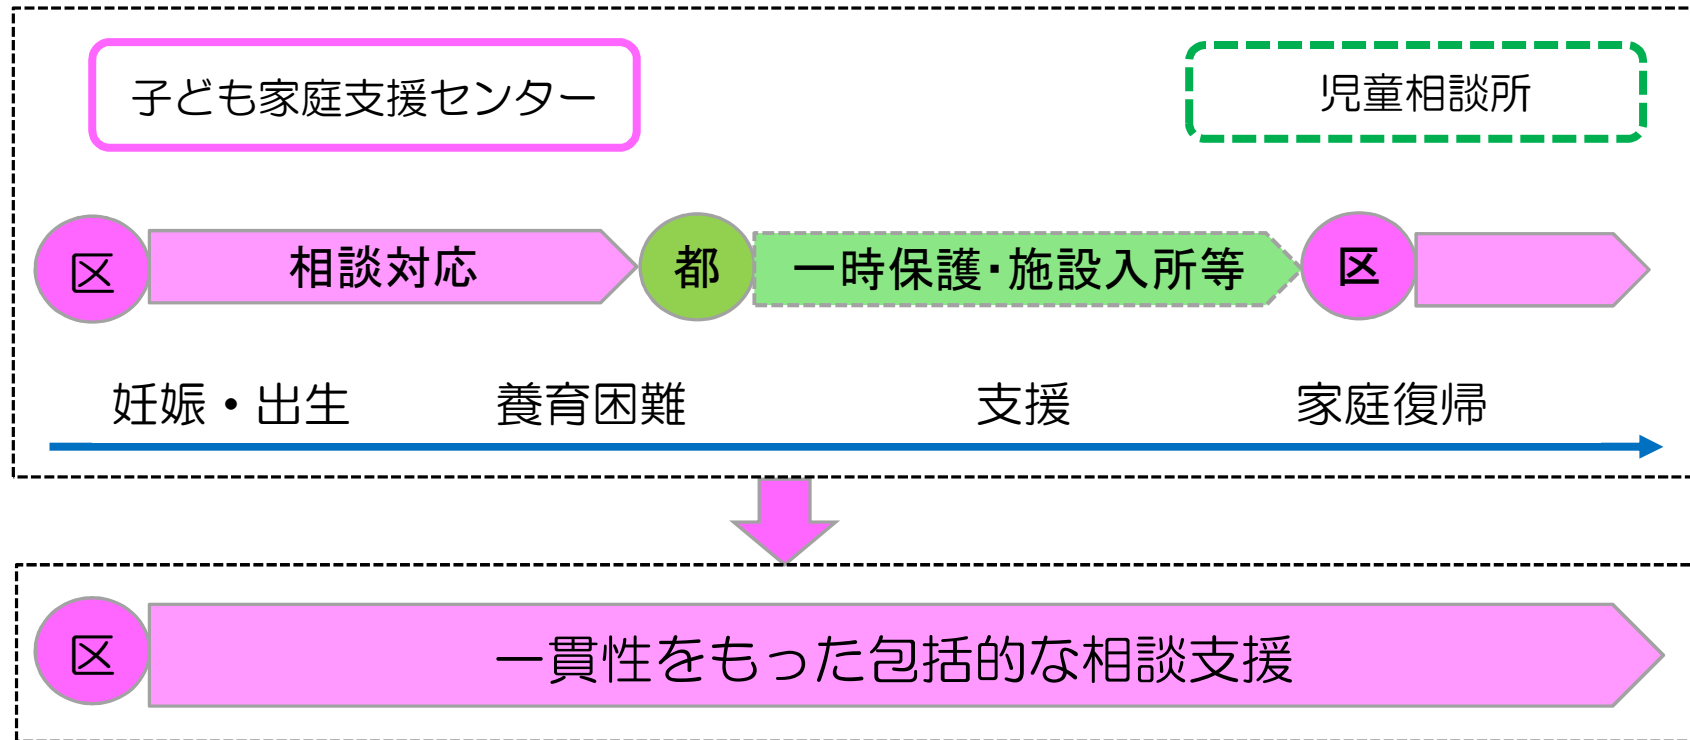 子ども家庭支援センター
児童相談所
区
相談対応
都
一時保護・施設入所等
区
妊娠・出生
養育困難
支援
家庭復帰
区
一貫性をもった包括的な相談支援